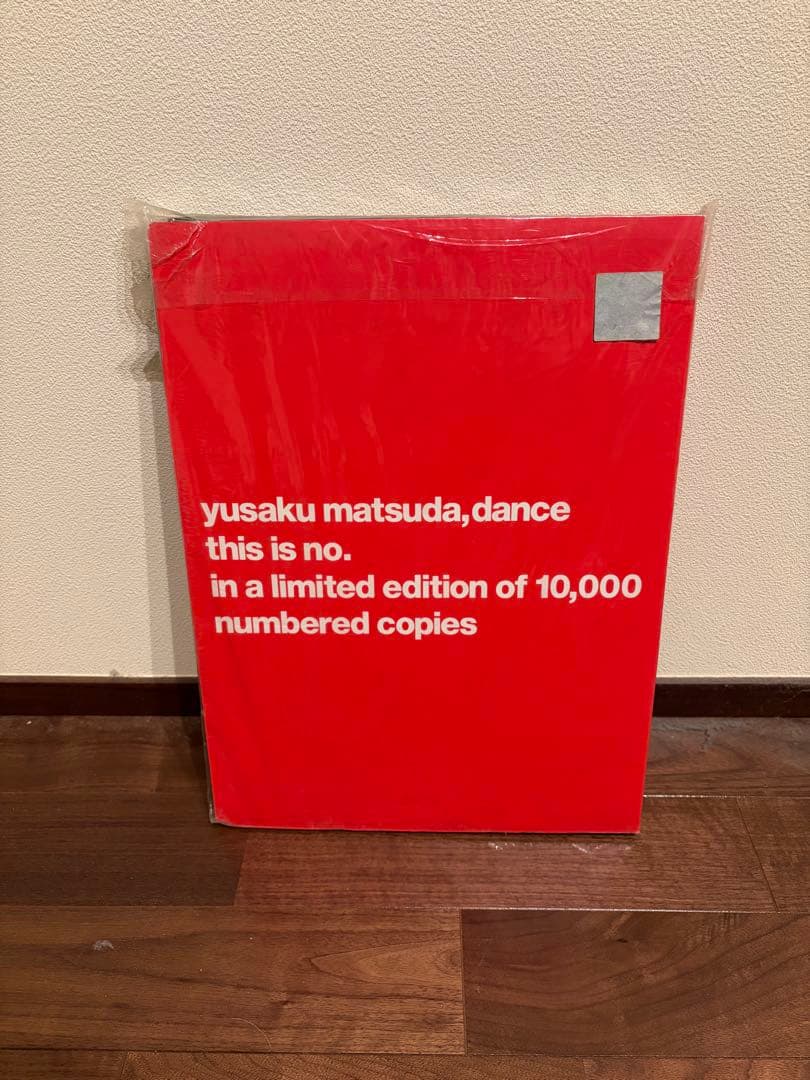 yusaku matsuda,dance
this is no.
in a limited edition of 10,000
numbered copies